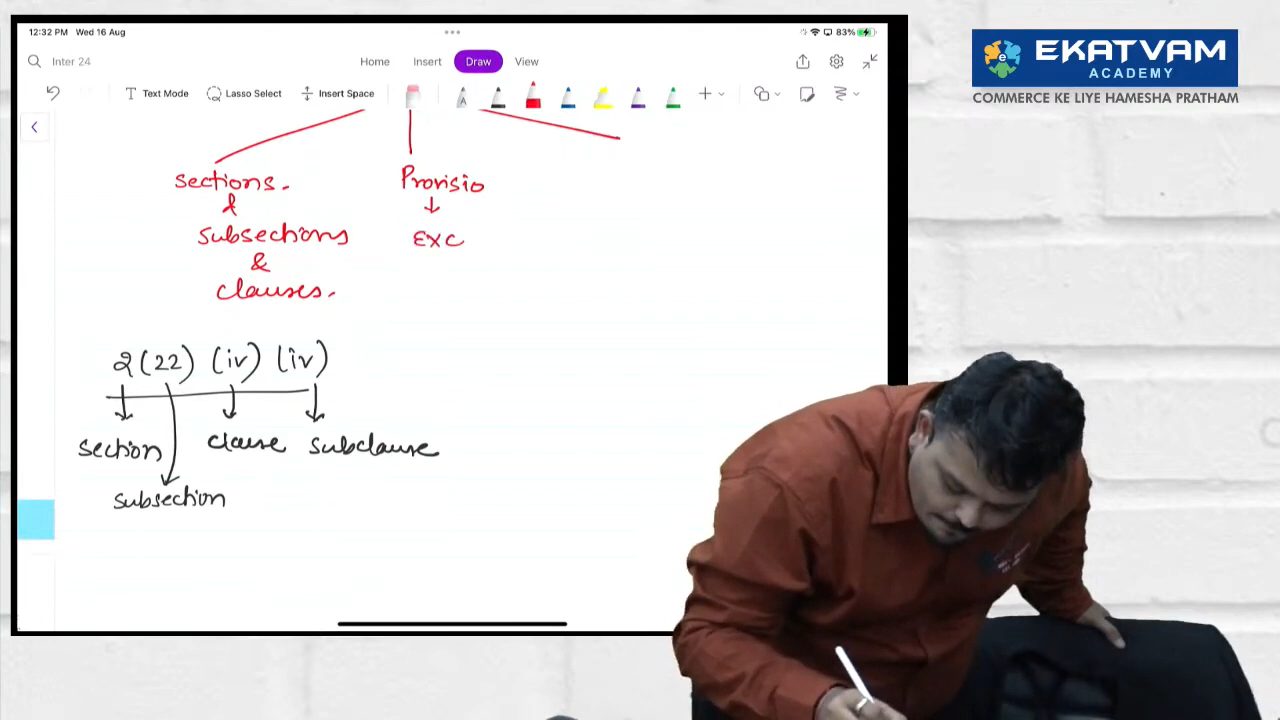 12:32 PM Wed 16 Aug
83%
EKATVAM
ACADEMY
COMMERCE KE LIYE HAMESHA PRATHAM
Inter 24
Home Insert Draw View
Text Mode Lasso Select Insert Space
sections. Provisio
& ↓
subsections EXC
&
clauses.
2(22) (iv) (iv)
section clause subclause
subsection